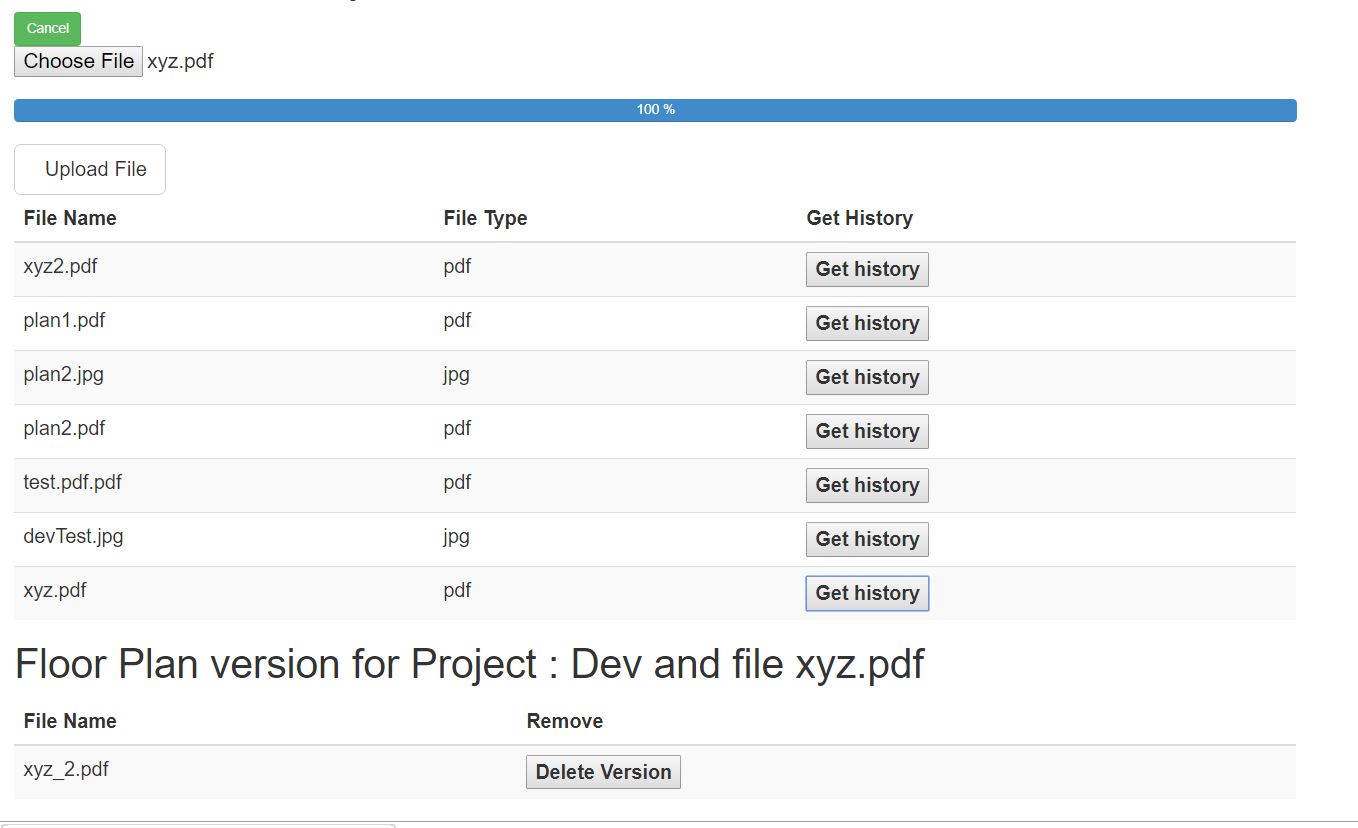 Cancel
Choose File xyz.pdf
100 %
Upload File
File Name File Type Get History
xyz2.pdf pdf Get history
plan1.pdf pdf Get history
plan2.jpg jpg Get history
plan2.pdf pdf Get history
test.pdf.pdf pdf Get history
devTest.jpg jpg Get history
xyz.pdf pdf Get history
Floor Plan version for Project : Dev and file xyz.pdf
File Name Remove
xyz_2.pdf Delete Version